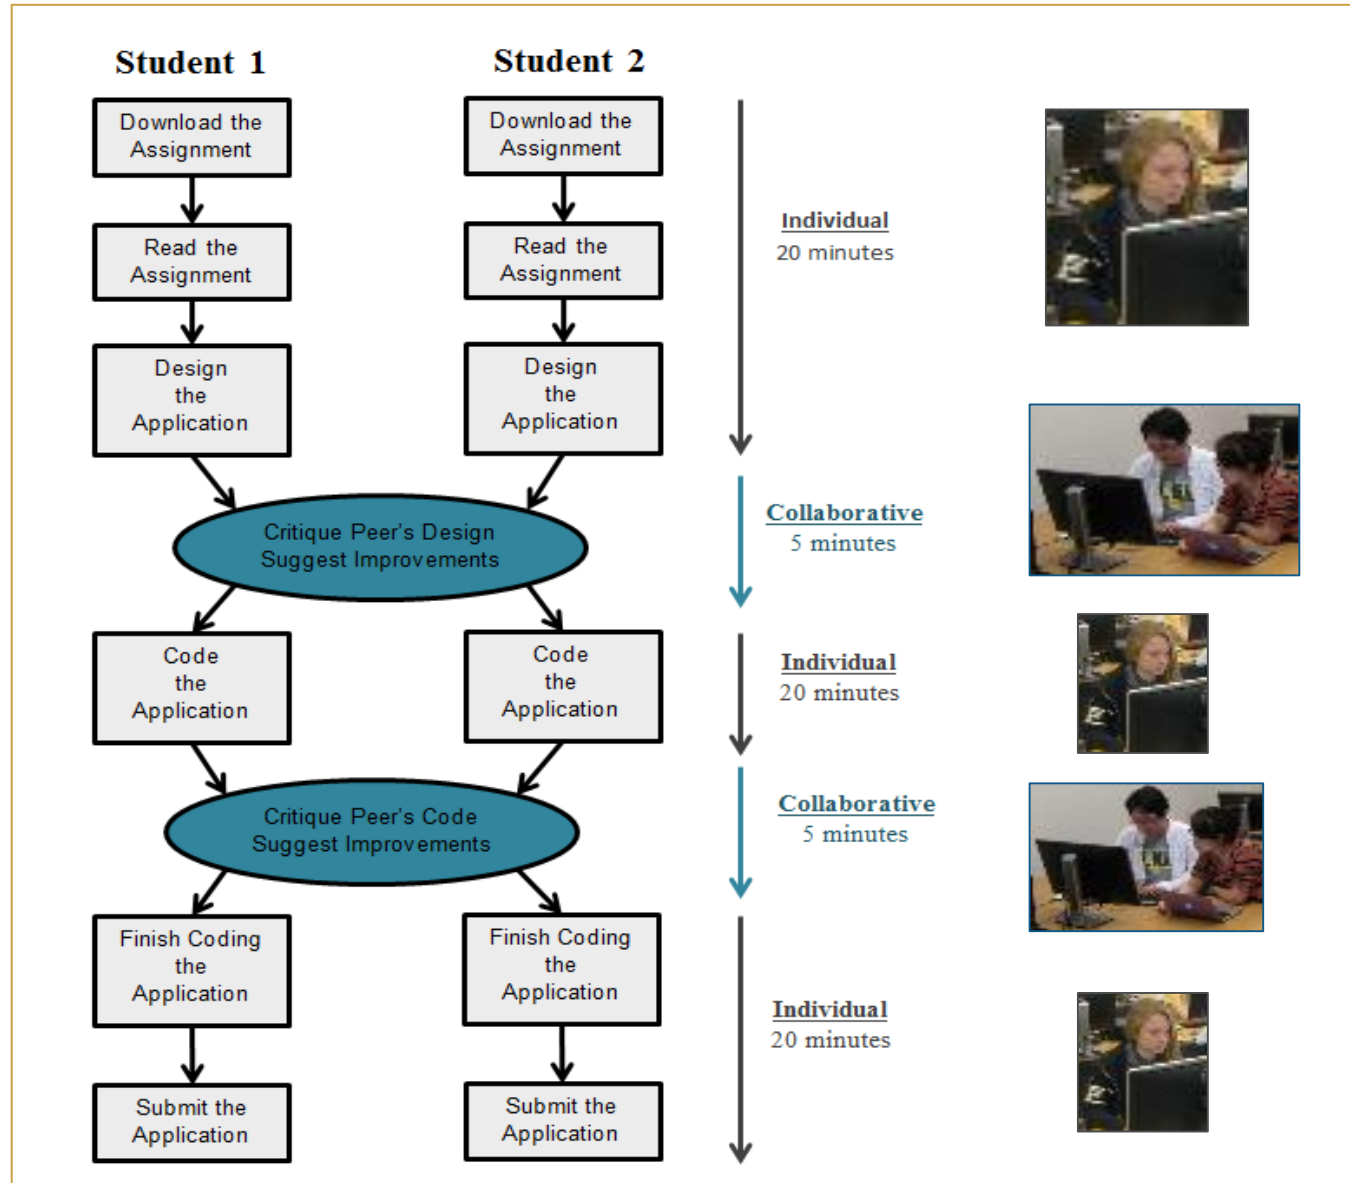 Student 1
Student 2
Download the
Assignment
Download the
Assignment
Read the
Assignment
Read the
Assignment
Individual
20 minutes
Design
the
Application
Design
the
Application
Critique Peer's Design
Suggest Improvements
Collaborative
5 minutes
Code
the
Application
Code
the
Application
Individual
20 minutes
Critique Peer's Code
Suggest Improvements
Collaborative
5 minutes
Finish Coding
the
Application
Finish Coding
the
Application
Individual
20 minutes
Submit the
Application
Submit the
Application